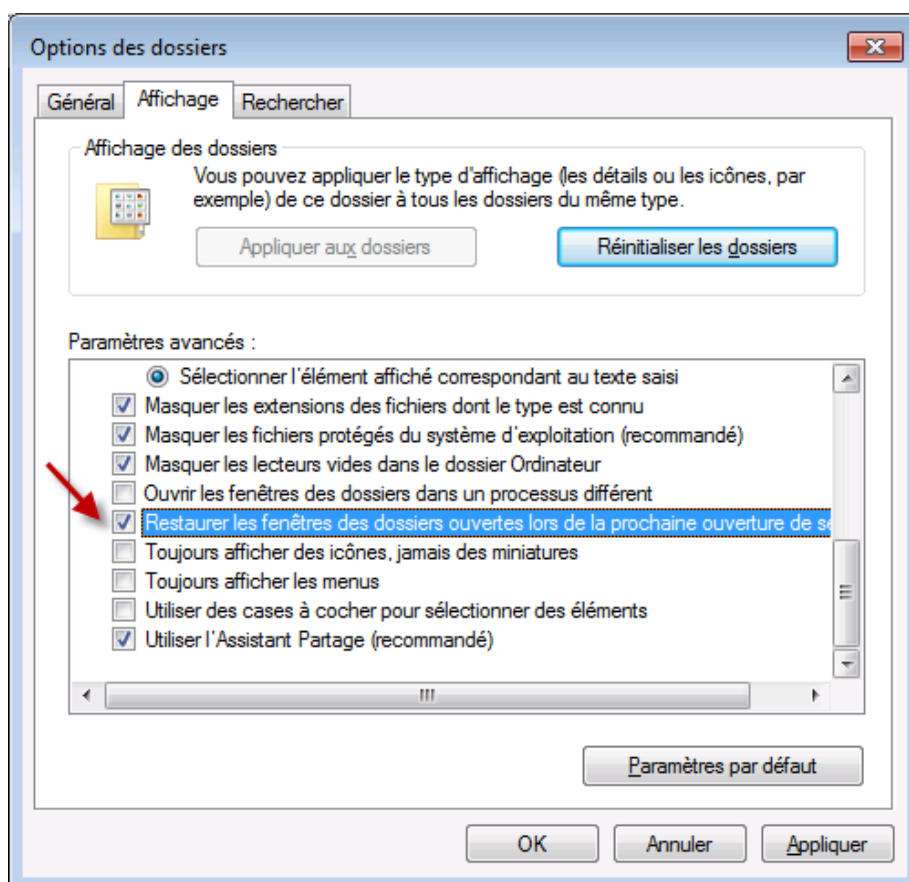 Options des dossiers
Général Affichage Rechercher
Affichage des dossiers
Vous pouvez appliquer le type d'affichage (les détails ou les icônes, par
exemple) de ce dossier à tous les dossiers du même type.
Appliquer aux dossiers Réinitialiser les dossiers
Paramètres avancés :
Sélectionner l'élément affiché correspondant au texte saisi
Masquer les extensions des fichiers dont le type est connu
Masquer les fichiers protégés du système d'exploitation (recommandé)
Masquer les lecteurs vides dans le dossier Ordinateur
Ouvrir les fenêtres des dossiers dans un processus différent
Restaurer les fenêtres des dossiers ouvertes lors de la prochaine ouverture de se
Toujours afficher des icônes, jamais des miniatures
Toujours afficher les menus
Utiliser des cases à cocher pour sélectionner des éléments
Utiliser l'Assistant Partage (recommandé)
Paramètres par défaut
OK Annuler Appliquer